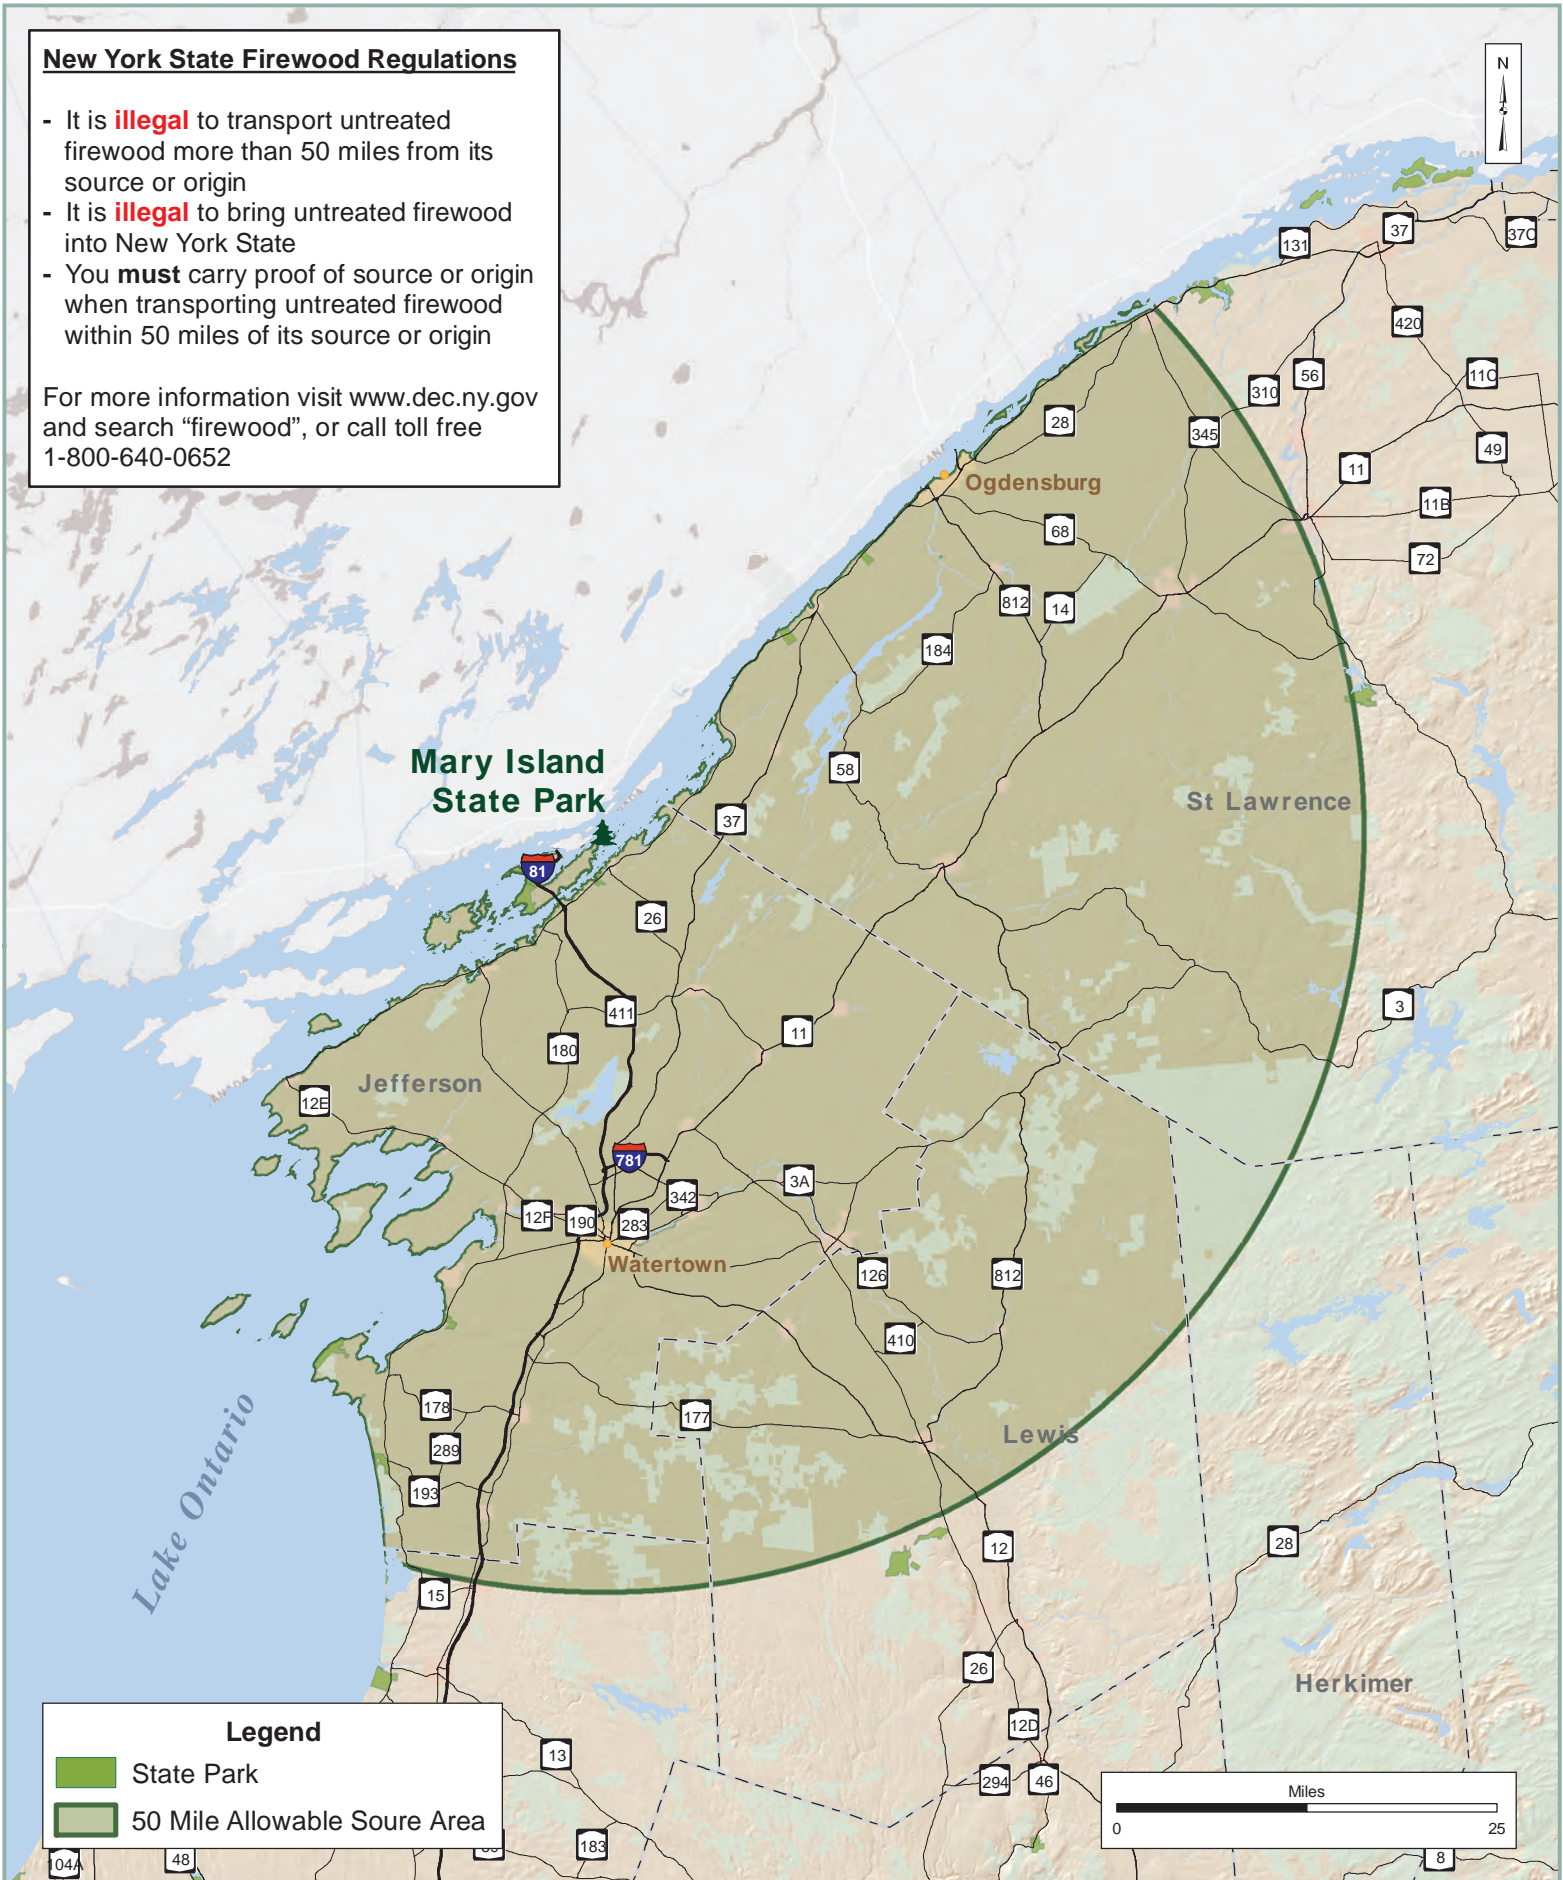 New York State Firewood Regulations
- It is illegal to transport untreated
firewood more than 50 miles from its
source or origin
- It is illegal to bring untreated firewood
into New York State
- You must carry proof of source or origin
when transporting untreated firewood
within 50 miles of its source or origin
For more information visit www.dec.ny.gov
and search “firewood”, or call toll free
1-800-640-0652
N
37
37C
131
420
56
11C
310
28
345
49
11
CANA
Ogdensburg
11B
68
72
812
14
184
Mary Island
State Park
58
St Lawrence
37
81
26
3
411
11
180
Jefferson
12E
781
3A
342
12F
190
283
Watertown
126
812
410
178
177
Lewis
289
193
Lake Ontario
12
28
15
26
Herkimer
12D
13
294
46
Legend
State Park
50 Mile Allowable Soure Area
Miles
0
25
183
104A
48
8